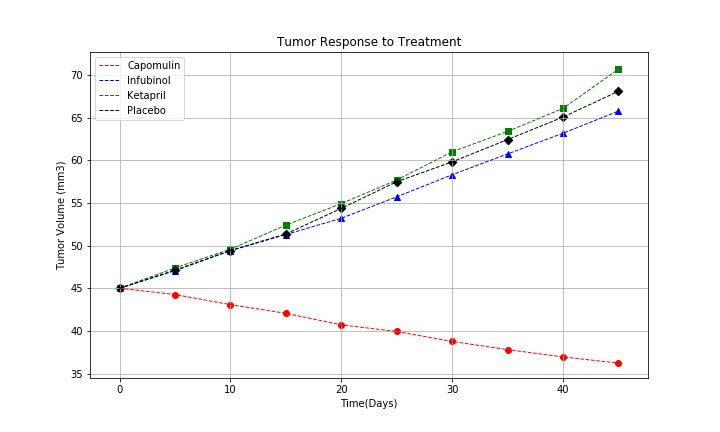 Tumor Response to Treatment
Capomulin
Infubinol
Ketapril
Placebo
70
65
60
55
50
45
40
35
Tumor Volume (mm3)
0
10
20
30
40
Time(Days)